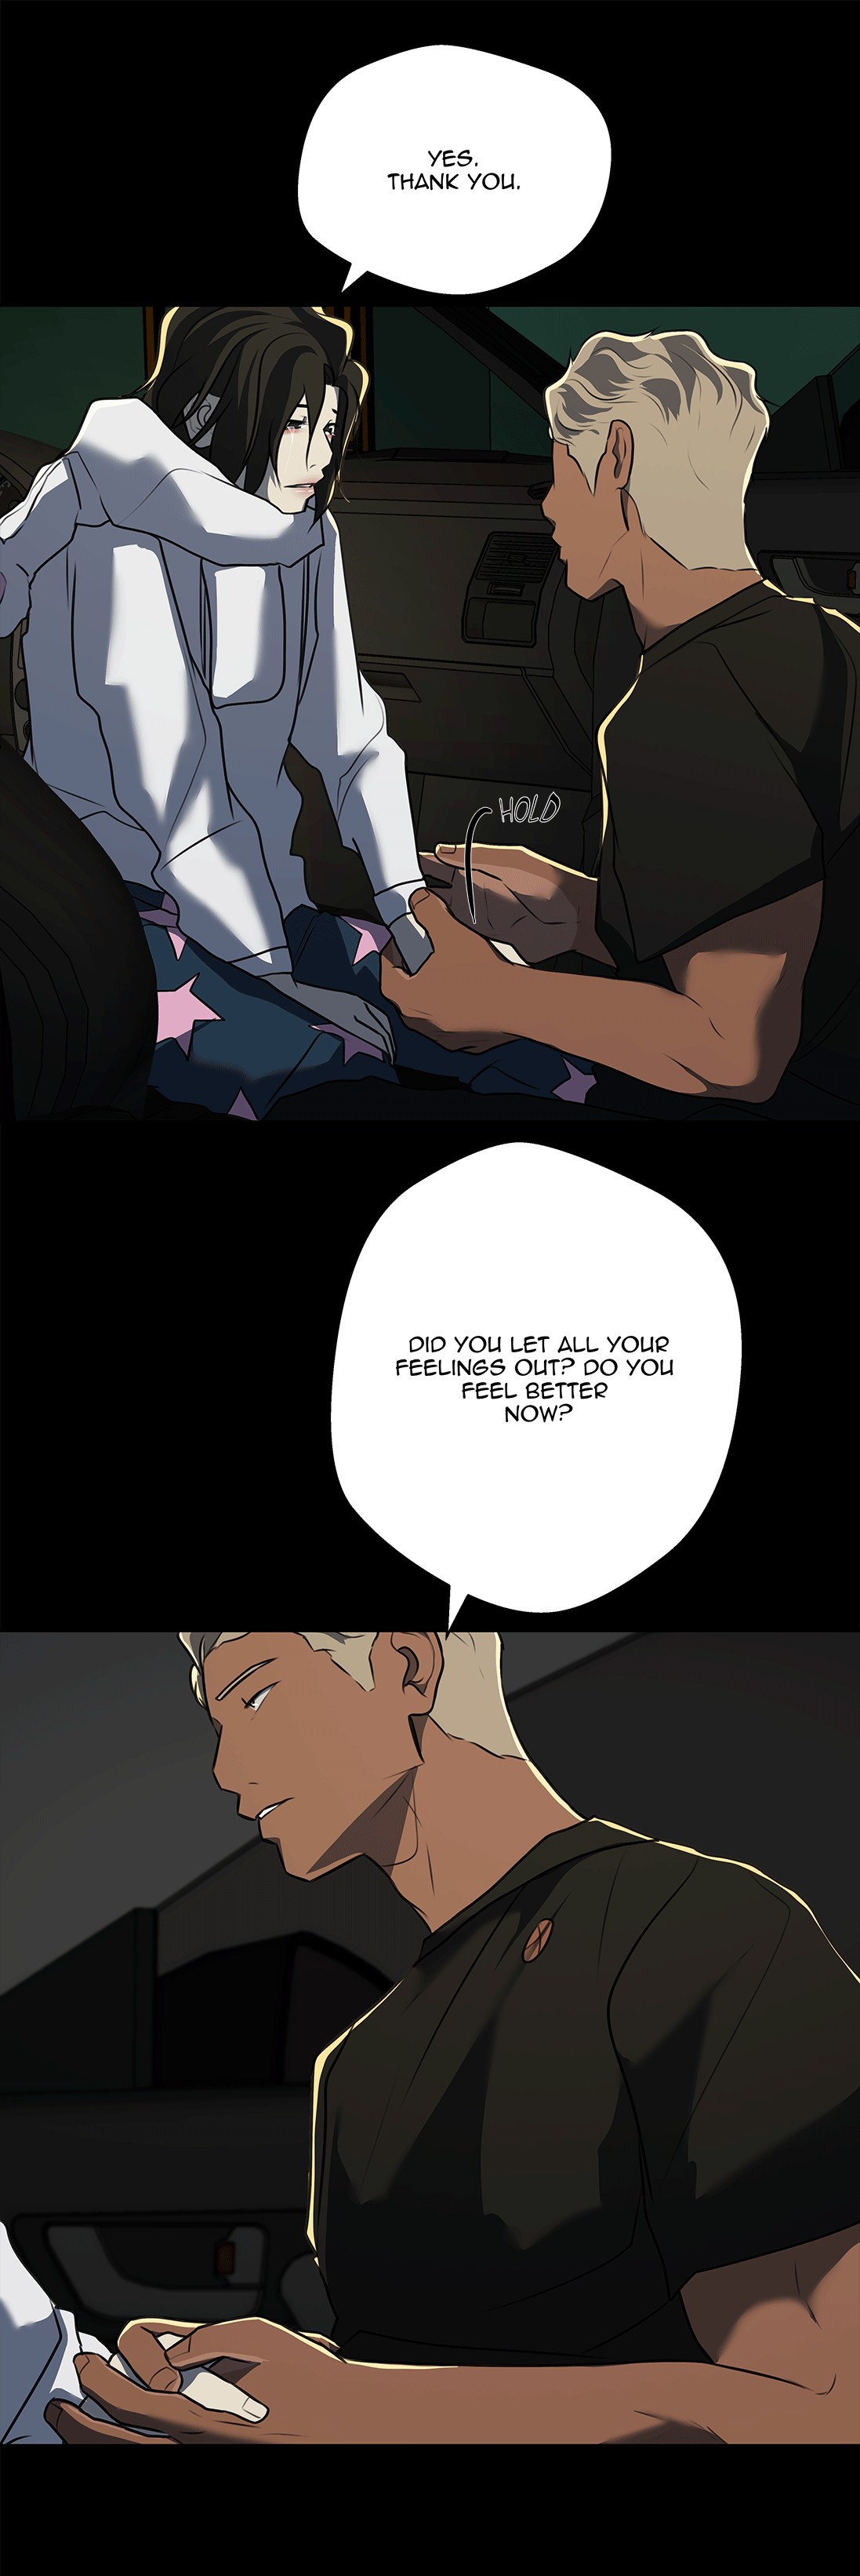 YES.
THANK YOU.
HOLD
DID YOU LET ALL YOUR
FEELINGS OUT? DO YOU
FEEL BETTER
NOW?